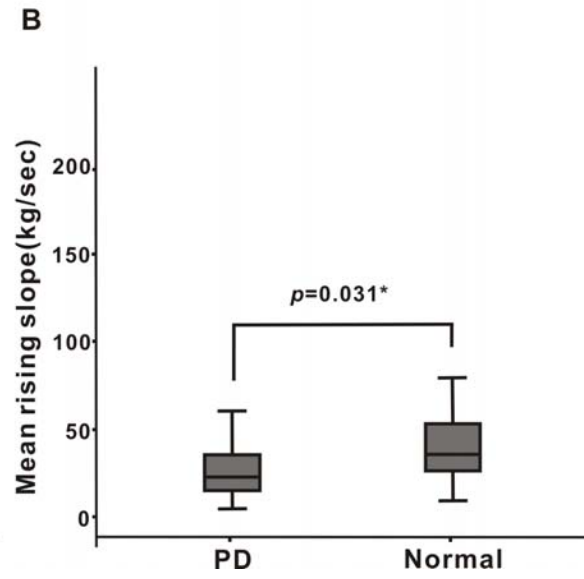 B
Mean rising slope(kg/sec)
200
150
100
50
0
p=0.031*
PD Normal